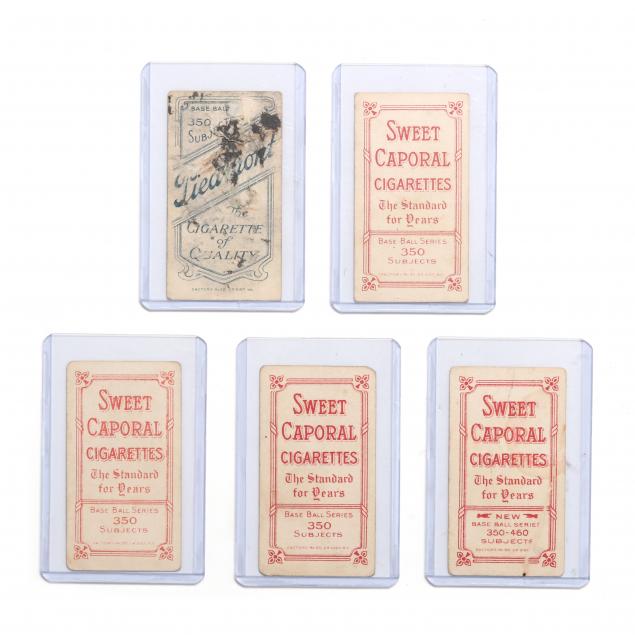 BASE BALL
350
SUBJECTS
Piedmont
The
CIGARETTE
of
QUALITY
SWEET
CAPORAL
CIGARETTES
The Standard
for Years
BASE BALL SERIES
350
SUBJECTS
SWEET
CAPORAL
CIGARETTES
The Standard
for Years
BASE BALL SERIES
350
SUBJECTS
SWEET
CAPORAL
CIGARETTES
The Standard
for Years
BASE BALL SERIES
350
SUBJECTS
SWEET
CAPORAL
CIGARETTES
The Standard
for Years
NEW
BASE BALL SERIES
350-460
SUBJECTS